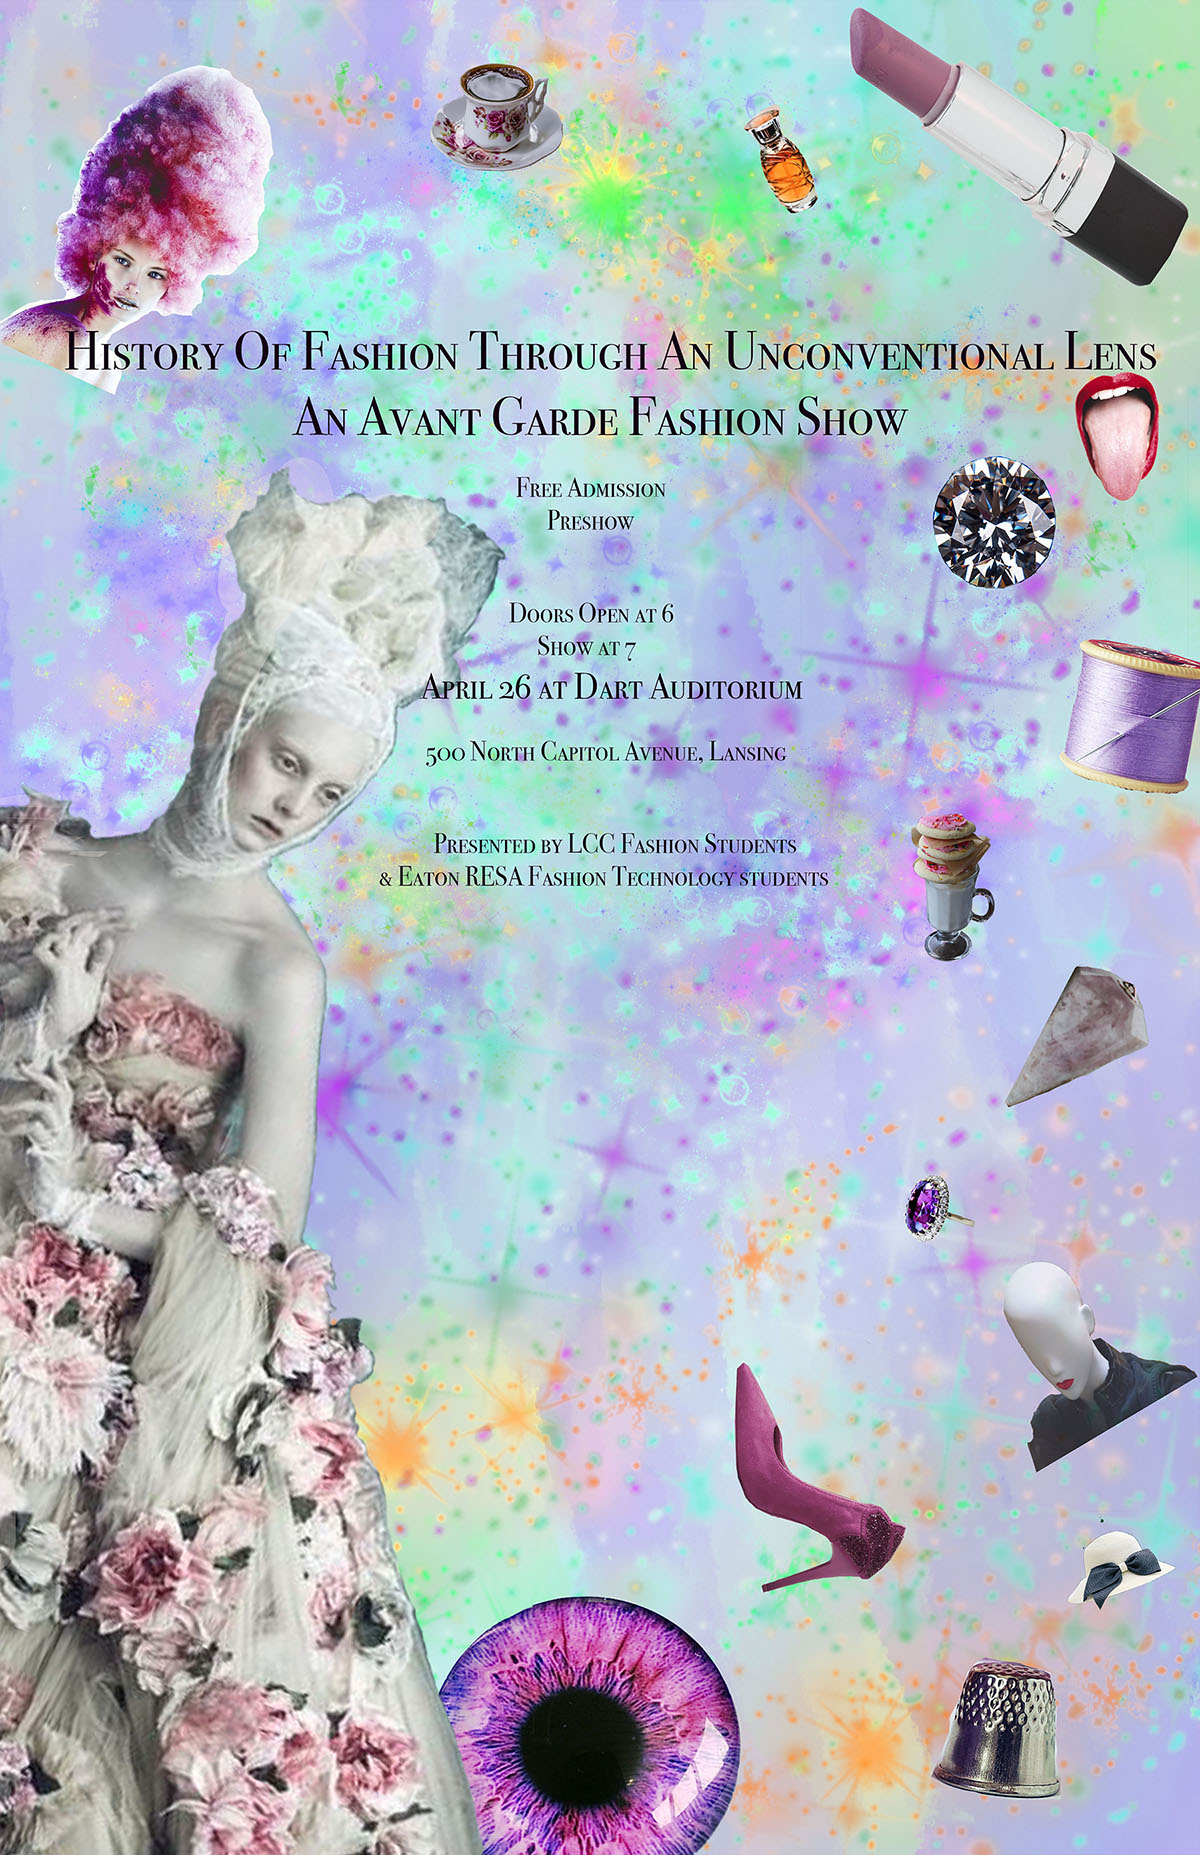 History Of Fashion Through An Unconventional Lens
An Avant Garde Fashion Show
Free Admission
Preshow
Doors Open at 6
Show at 7
April 26 at Dart Auditorium
500 North Capitol Avenue, Lansing
Presented by LCC Fashion Students
& Eaton RESA Fashion Technology students